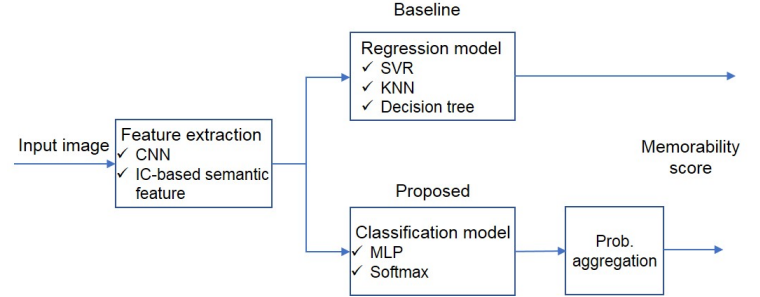 Baseline
Regression model
✓ SVR
✓ KNN
✓ Decision tree
Input image
Feature extraction
✓ CNN
✓ IC-based semantic
feature
Memorability
score
Proposed
Classification model
✓ MLP
✓ Softmax
Prob.
aggregation